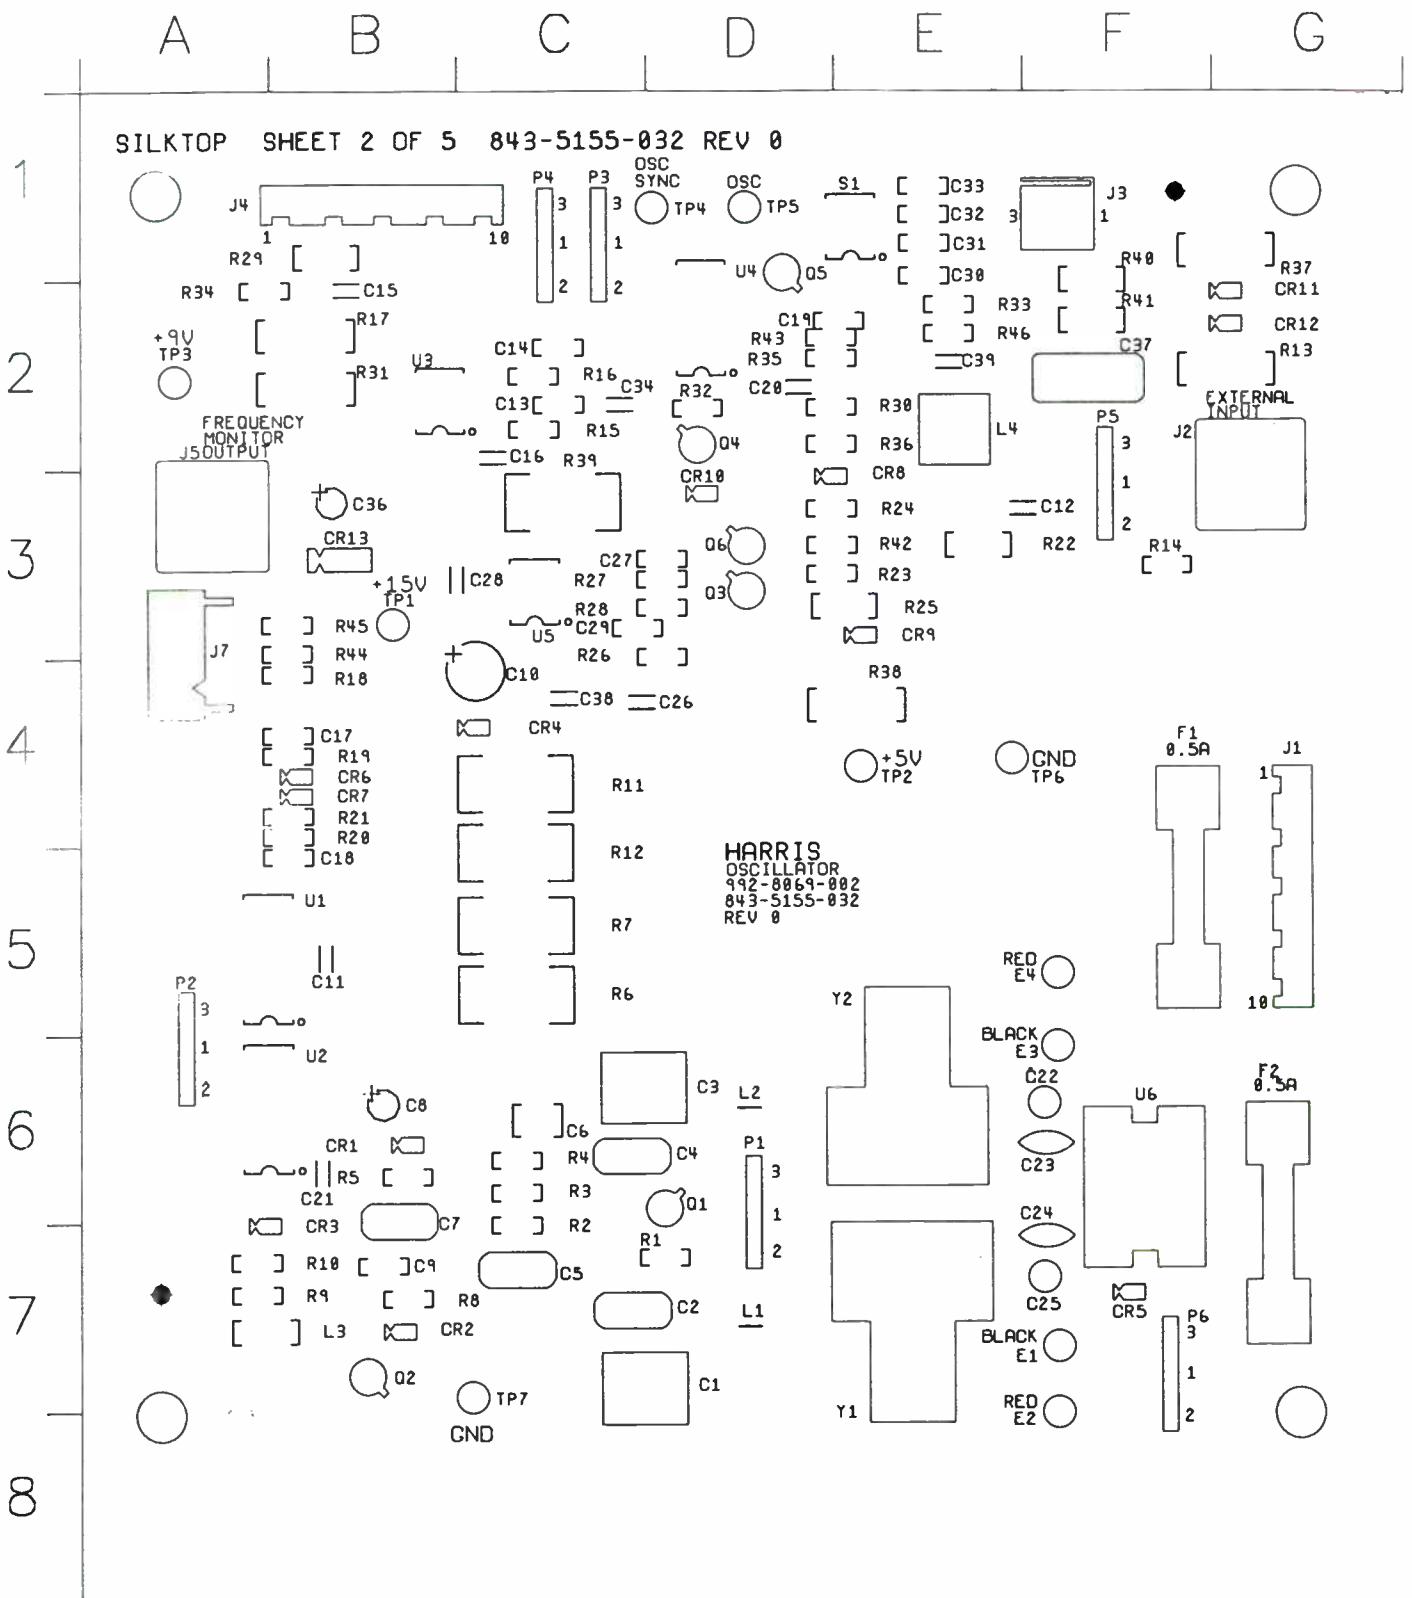 A B C D E F G
SILKTOP SHEET 2 OF 5 843-5155-032 REV 0
1
P4 P3
OSC
SYNC
OSC
S1
C33
J3
J4
3 3
TP4
TP5
C32
3 1
1 10
1 1
C31
R29
U4
Q5
C30
R40
R37
R34
C15
2 2
R33
R41
CR11
R17
C19
R46
CR12
+9V
TP3
C14
R43
C39
C37
R13
2
U3
R35
R31
R16
C34
R32
C20
EXTERNAL
INPUT
FREQUENCY
MONITOR
J5OUTPUT
C13
R30
L4
P5
J2
R15
Q4
R36
3
C16
R39
CR10
CR8
1
C36
R24
C12
2
CR13
Q6
R42
R22
R14
3
C27
R23
+15V
TP1
C28
R27
Q3
R28
R25
J7
R45
U5
C29
CR9
R44
R26
R18
C10
R38
C38
C26
4
C17
CR4
F1
0.5A
J1
R19
+5V
TP2
GND
TP6
1
CR6
R11
CR7
R21
R20
C18
R12
HARRIS
OSCILLATOR
992-8069-002
843-5155-032
REV 0
U1
R7
5
C11
RED
E4
P2
R6
Y2
10
3
BLACK
E3
1
U2
F2
0.5A
2
C3
L2
C22
U6
C8
6
C6
P1
CR1
R4
C4
3
C23
R5
C21
R3
Q1
1
CR3
C7
R2
C24
R1
2
R10
C9
C5
C25
R9
R8
C2
L1
CR5
7
L3
CR2
P6
3
BLACK
E1
1
Q2
C1
TP7
Y1
RED
E2
2
GND
8